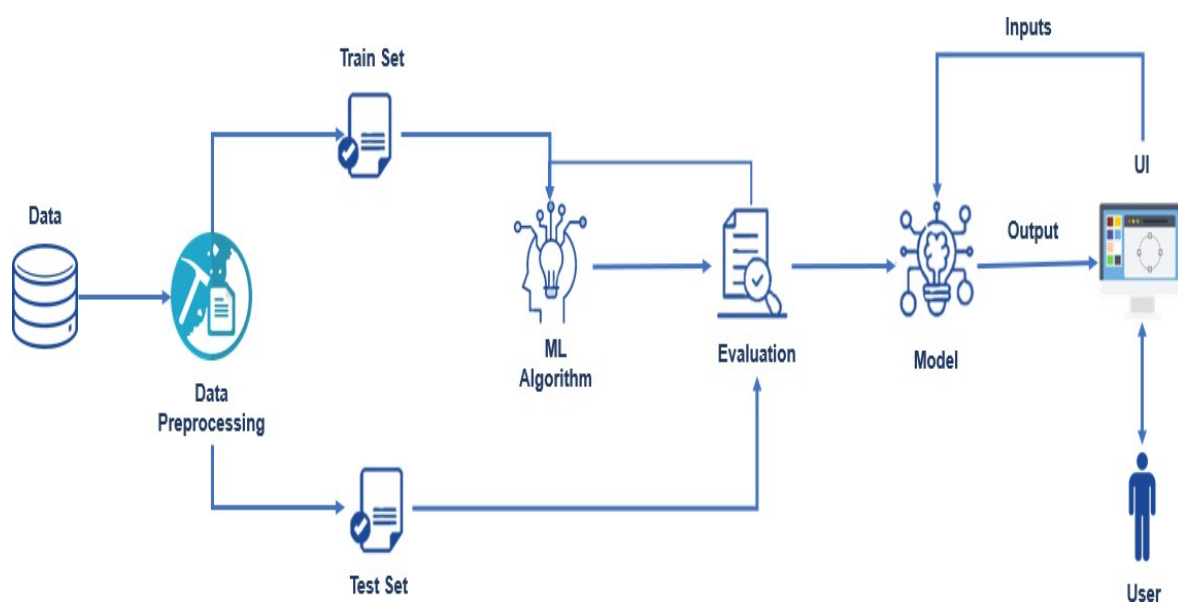 Inputs
Train Set
UI
Data
Output
ML
Algorithm
Evaluation
Model
Data
Preprocessing
Test Set
User